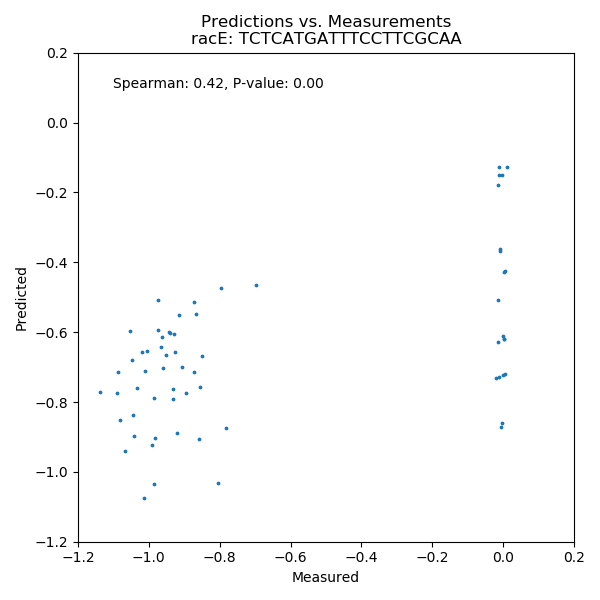 Predictions vs. Measurements
racE: TCTCATGATTTCCTTCGCAA
Spearman: 0.42, P-value: 0.00
0.2
0.0
−0.2
−0.4
−0.6
−0.8
−1.0
−1.2
Predicted
−1.2 −1.0 −0.8 −0.6 −0.4 −0.2 0.0 0.2
Measured